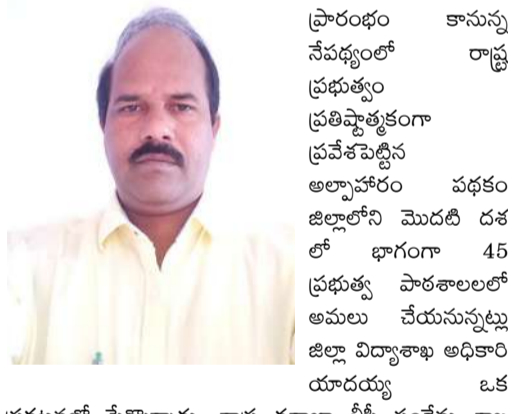 ప్రారంభం కానున్న
నేపథ్యంలో రాష్ట్ర
ప్రభుత్వం
ప్రతిష్టాత్మకంగా
ప్రవేశపెట్టిన
అల్పాహారం పథకం
జిల్లాలోని మొదటి దశ
లో భాగంగా 45
ప్రభుత్వ పాఠశాలలలో
అమలు చేయనున్నట్లు
జిల్లా విద్యాశాఖ అధికారి
యాదయ్య ఒక